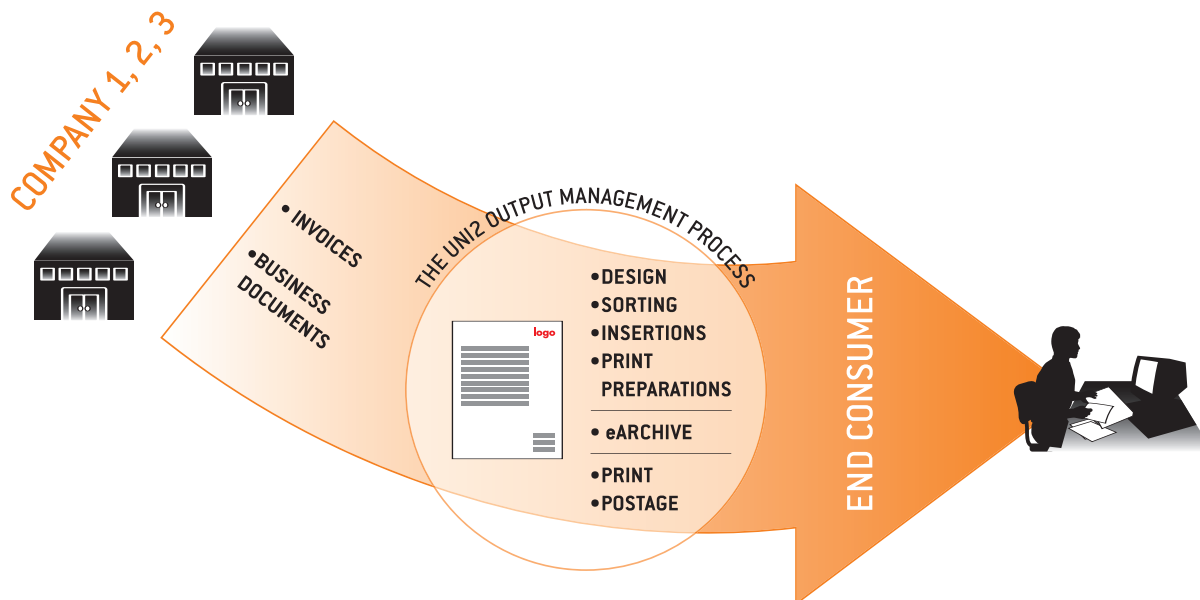 COMPANY 1, 2, 3
• INVOICES
•BUSINESS
DOCUMENTS
THE UNI2 OUTPUT MANAGEMENT PROCESS
logo
•DESIGN
•SORTING
•INSERTIONS
•PRINT
PREPARATIONS
• eARCHIVE
•PRINT
•POSTAGE
END CONSUMER